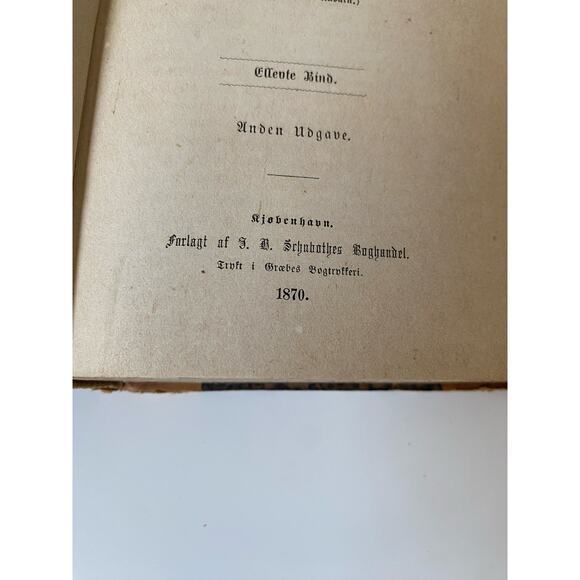 Ellevte Bind.
Anden Udgave.
Kjøbenhavn.
Forlagt af J. H. Schubothes Boghandel.
Trykt i Græbes Bogtrykkeri.
1870.